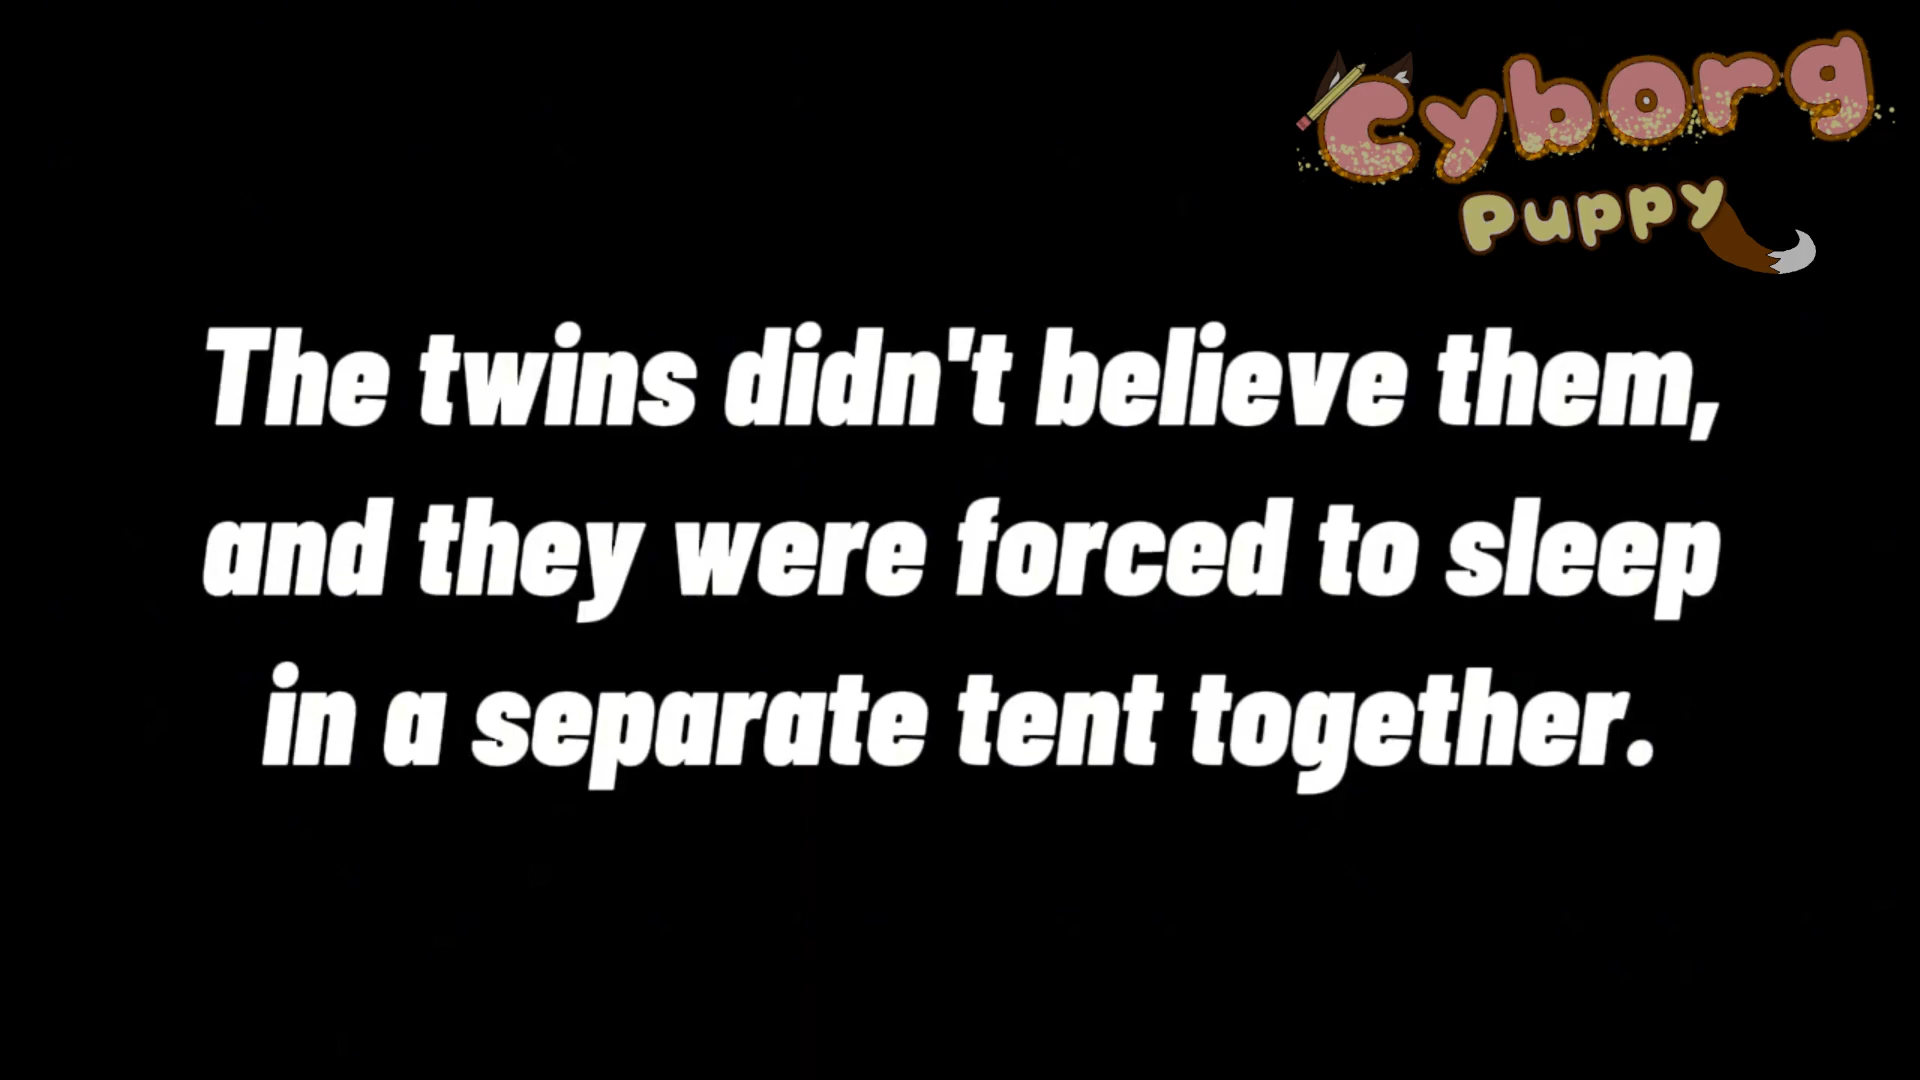 Cyborg
Puppy
The twins didn't believe them,
and they were forced to sleep
in a separate tent together.